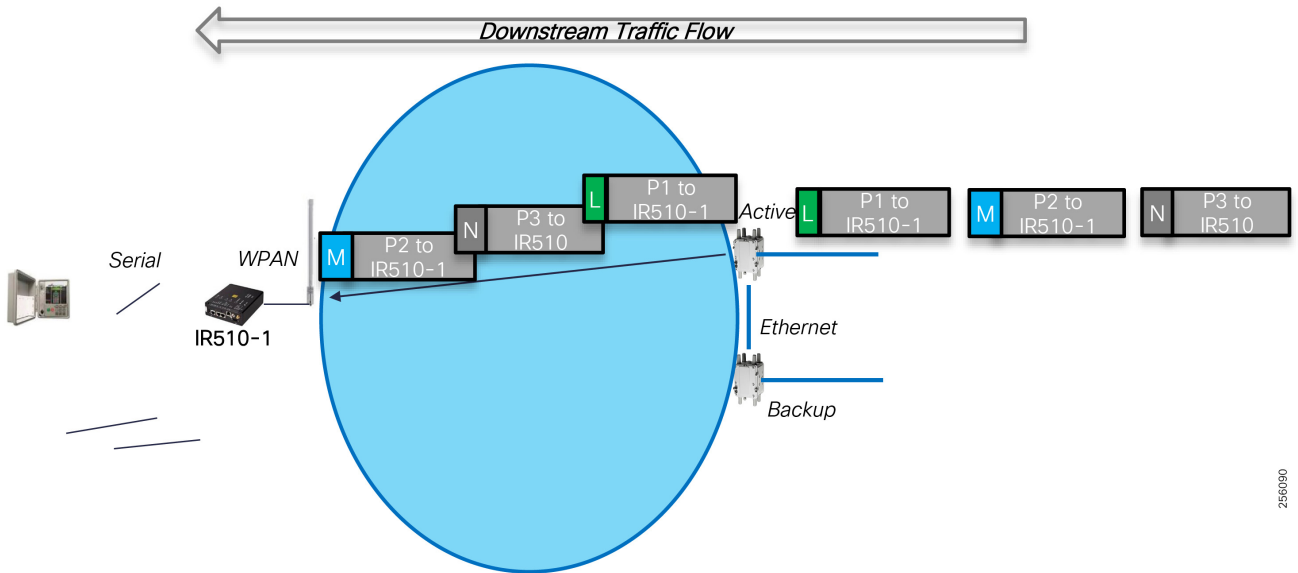 Downstream Traffic Flow
L
P1 to
IR510-1
Active
L
P1 to
IR510-1
M
P2 to
IR510-1
N
P3 to
IR510
N
P3 to
IR510
M
P2 to
IR510-1
Serial
WPAN
IR510-1
Ethernet
Backup
256090